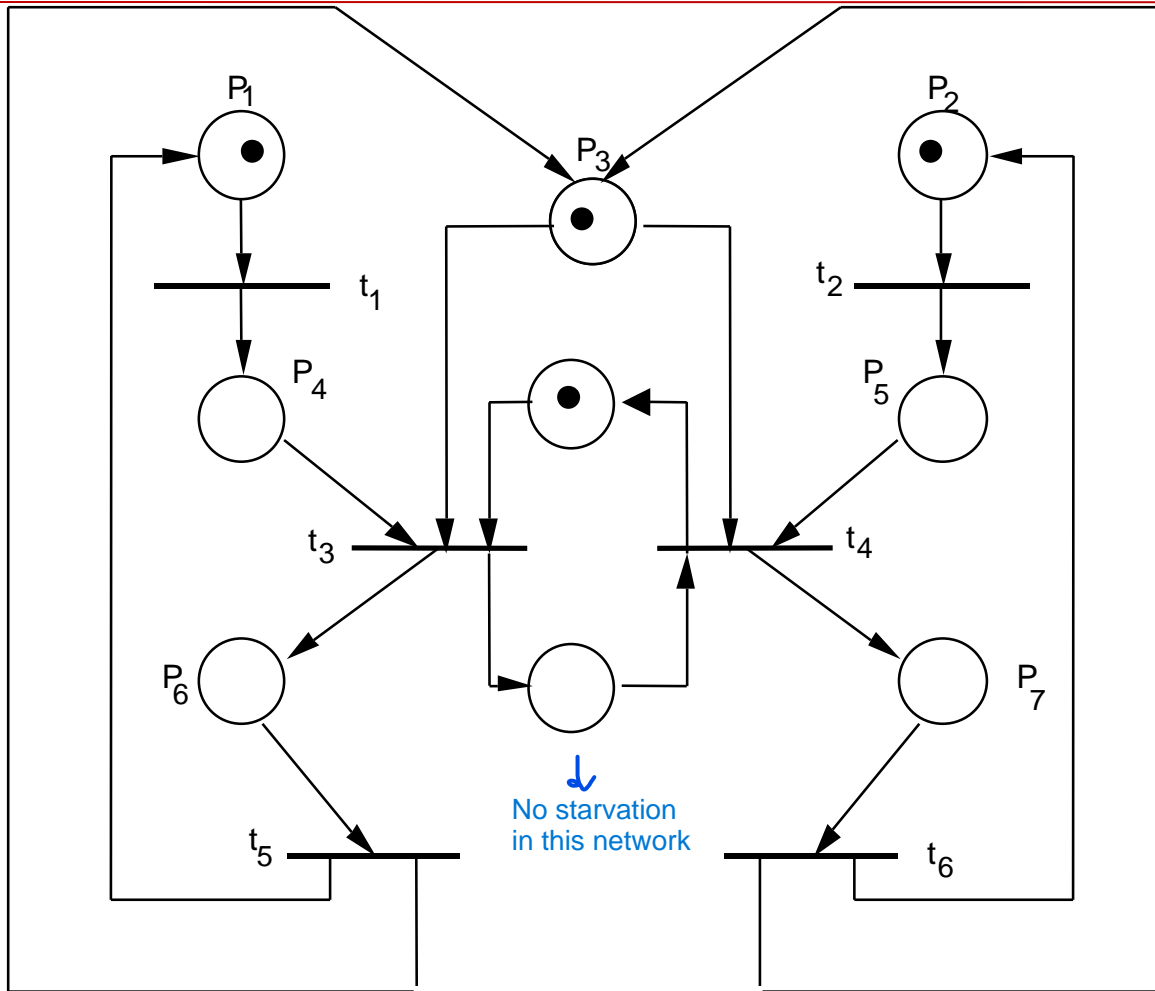 P1
P2
P3
t1
t2
P4
P5
t3
t4
P6
P7
No starvation
in this network
t5
t6